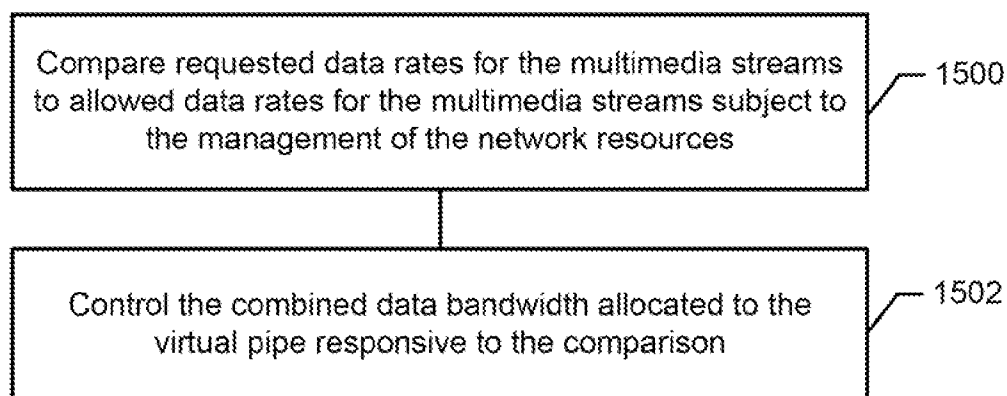 Compare requested data rates for the multimedia streams
to allowed data rates for the multimedia streams subject to
the management of the network resources
1500
Control the combined data bandwidth allocated to the
virtual pipe responsive to the comparison
1502